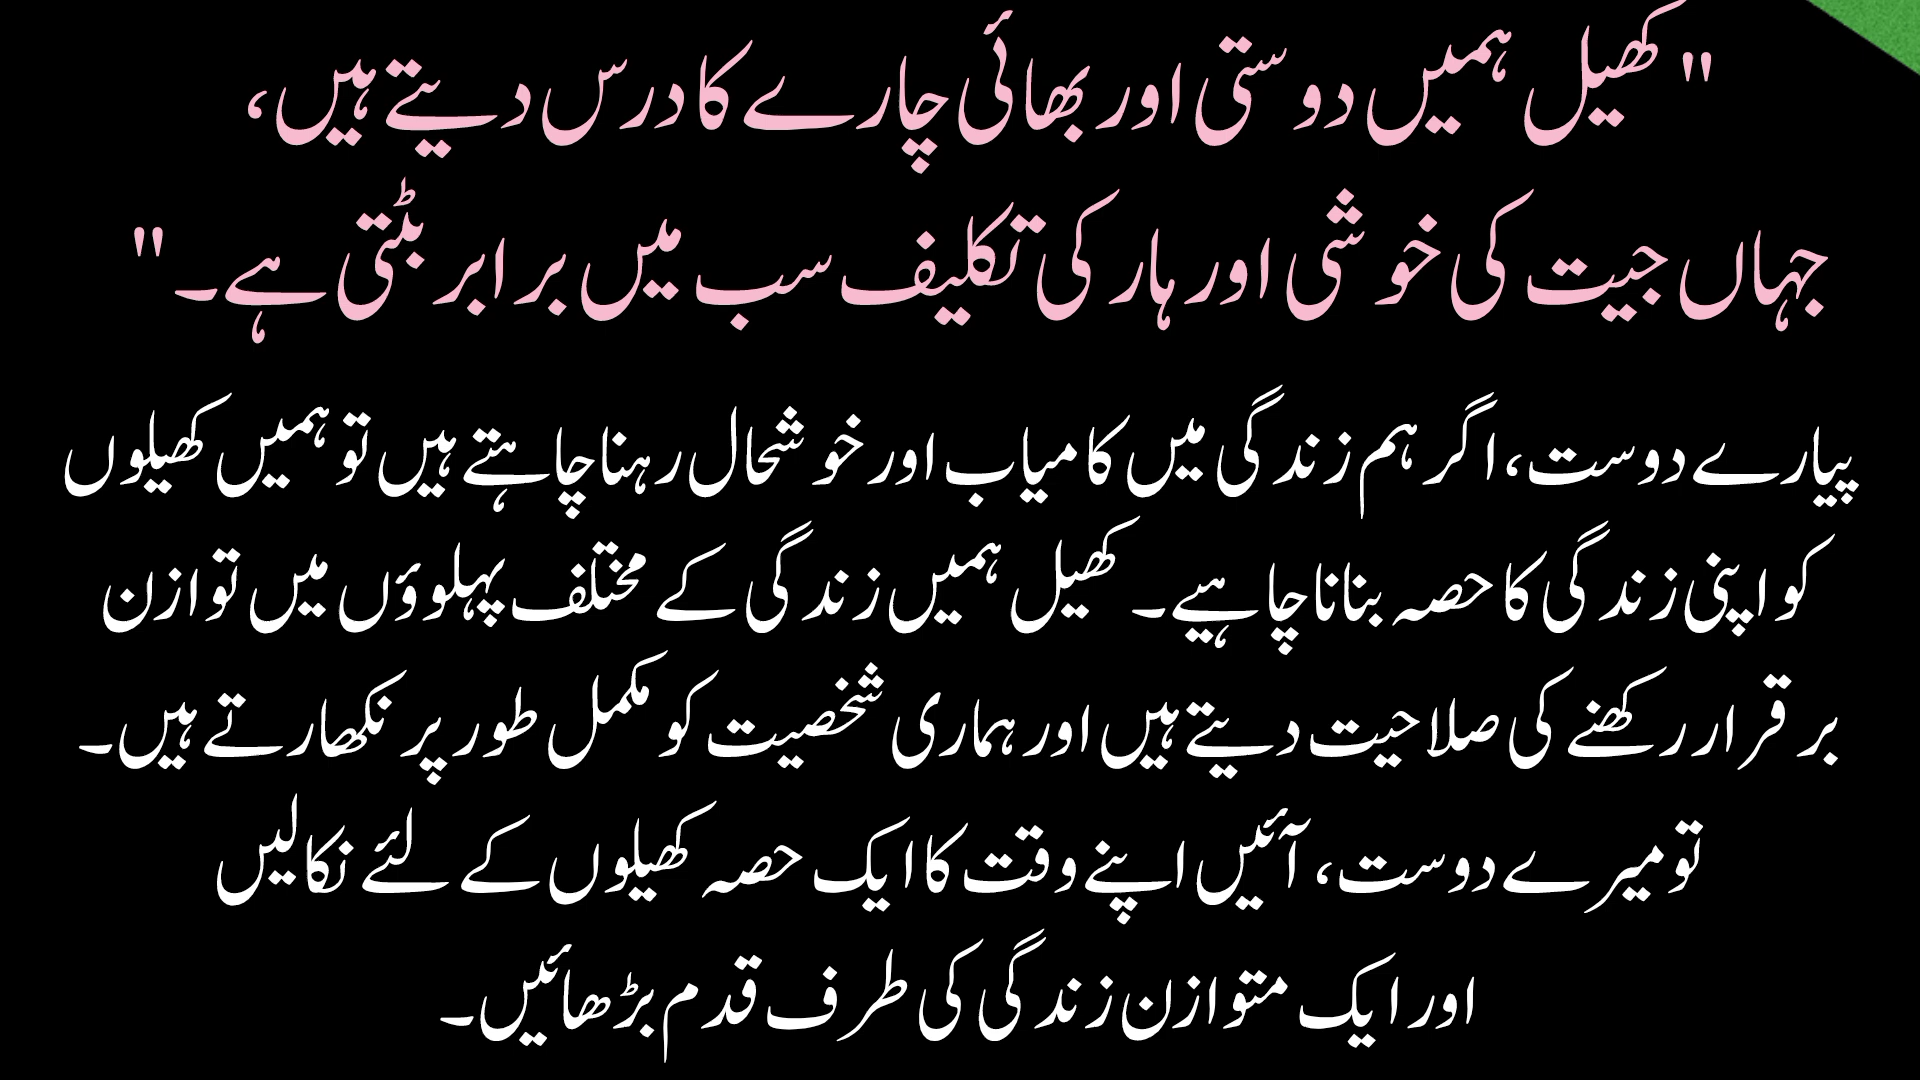 "کھیل ہمیں دوستی اور بھائی چارے کا درس دیتے ہیں،
جہاں جیت کی خوشی اور ہار کی تکلیف سب میں برابر بٹتی ہے۔"
پیارے دوست، اگر ہم زندگی میں کامیاب اور خوشحال رہنا چاہتے ہیں تو ہمیں کھیلوں
کو اپنی زندگی کا حصہ بنانا چاہیے۔ کھیل ہمیں زندگی کے مختلف پہلوؤں میں توازن
برقرار رکھنے کی صلاحیت دیتے ہیں اور ہماری شخصیت کو مکمل طور پر نکھارتے ہیں۔
تو میرے دوست، آئیں اپنے وقت کا ایک حصہ کھیلوں کے لئے نکالیں
اور ایک متوازن زندگی کی طرف قدم بڑھائیں۔